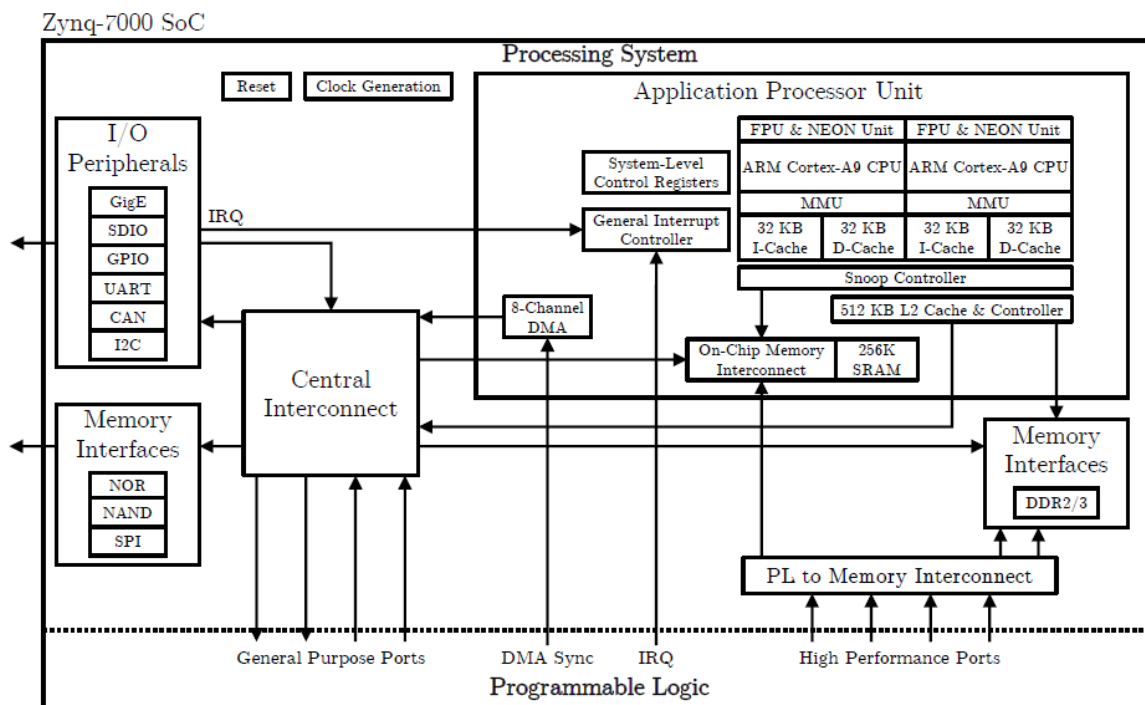 Zynq-7000 SoC
Processing System
Reset
Clock Generation
Application Processor Unit
I/O
Peripherals
GigE
SDIO
GPIO
UART
CAN
I2C
IRQ
System-Level
Control Registers
General Interrupt
Controller
FPU & NEON Unit
FPU & NEON Unit
ARM Cortex-A9 CPU
ARM Cortex-A9 CPU
MMU
MMU
32 KB
I-Cache
32 KB
D-Cache
32 KB
I-Cache
32 KB
D-Cache
Snoop Controller
512 KB L2 Cache & Controller
8-Channel
DMA
On-Chip Memory
Interconnect
256K
SRAM
Central
Interconnect
Memory
Interfaces
NOR
NAND
SPI
Memory
Interfaces
DDR2/3
PL to Memory Interconnect
General Purpose Ports
DMA Sync
IRQ
High Performance Ports
Programmable Logic